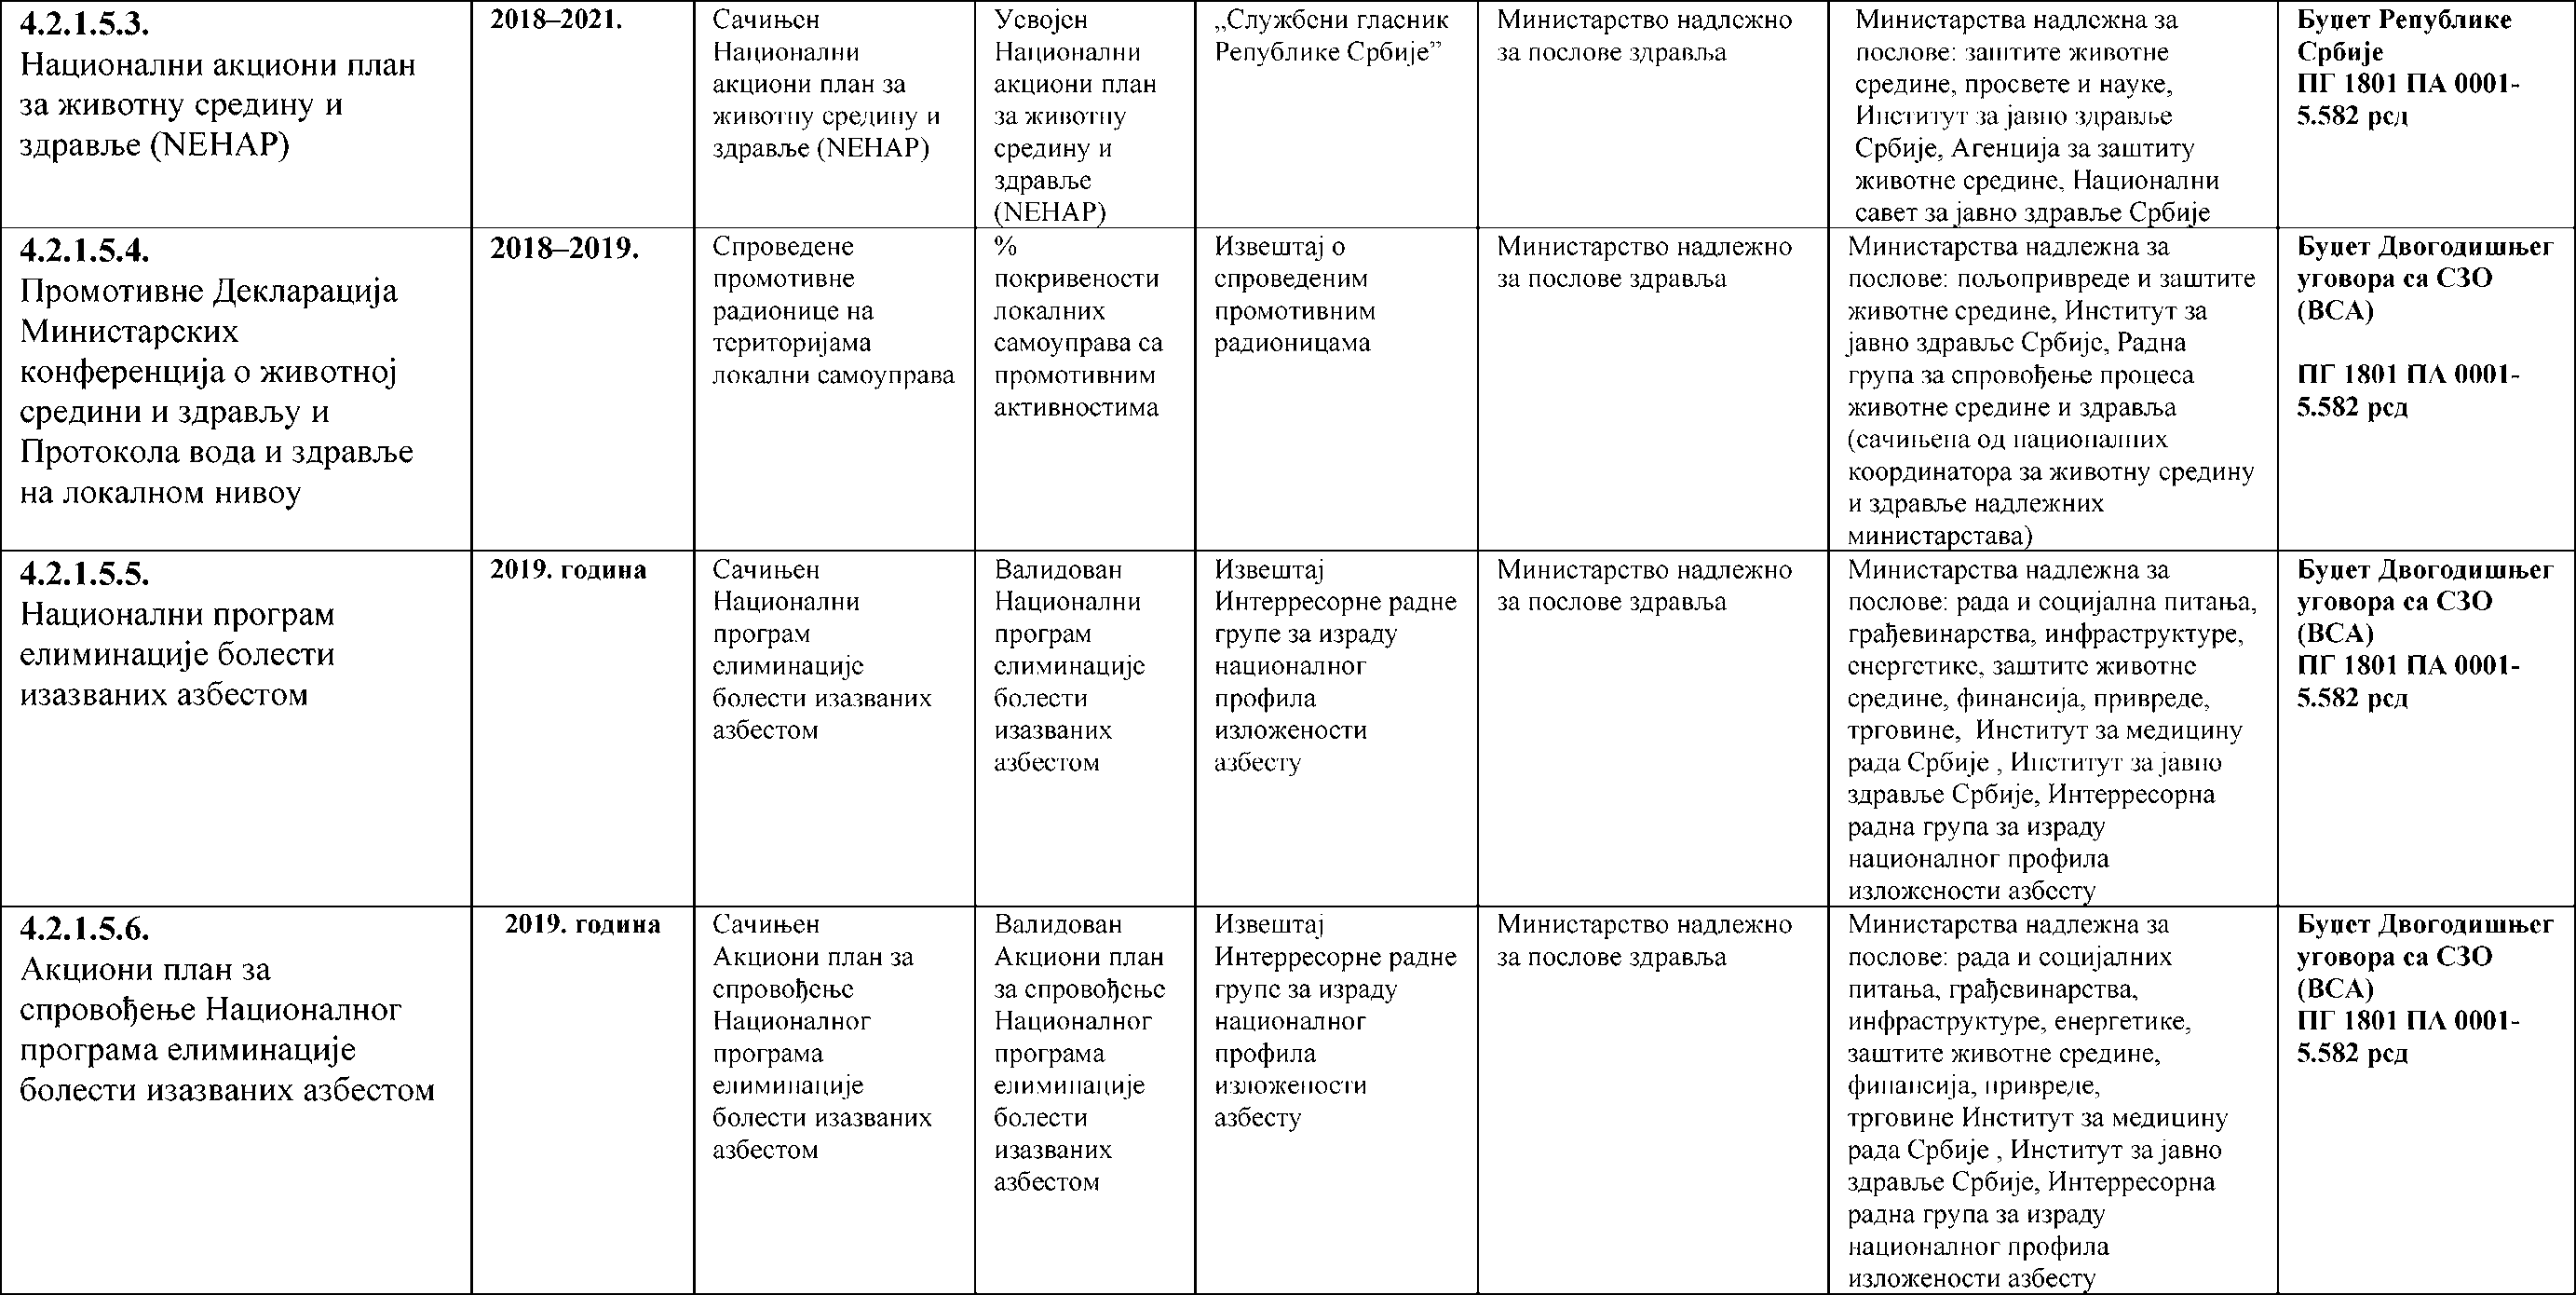 4.2.1.5.3.
Национални акциони план
за животну средину и
здравље (NEHAP)
2018–2021.
Сачињен
Национални
акциони план за
животну средину и
здравље (NEHAP)
Усвојен
Национални
акциони план
за животну
средину и
здравље
(NEHAP)
„Службени гласник
Републике Србије”
Министарство надлежно
за послове здравља
Министарства надлежна за
послове: заштите животне
средине, просвете и науке,
Институт за јавно здравље
Србије, Агенција за заштиту
животне средине, Национални
савет за јавно здравље Србије
Буџет Републике
Србије
ПГ 1801 ПА 0001-
5.582 рсд
4.2.1.5.4.
Промотивне Декларација
Министарских
конференција о животној
средини и здрављу и
Протокола вода и здравље
на локалном нивоу
2018–2019.
Спроведене
промотивне
радионице на
територијама
локални самоуправа
%
покривености
локалних
самоуправа са
промотивним
активностима
Извештај о
спроведеним
промотивним
радионицама
Министарство надлежно
за послове здравља
Министарства надлежна за
послове: пољопривреде и заштите
животне средине, Институт за
јавно здравље Србије, Радна
група за спровођење процеса
животне средине и здравља
(сачињена од националних
координатора за животну средину
и здравље надлежних
министарстава)
Буџет Двогодишњег
уговора са СЗО
(BCA)
ПГ 1801 ПА 0001-
5.582 рсд
4.2.1.5.5.
Национални програм
елиминације болести
изазваних азбестом
2019. година
Сачињен
Национални
програм
елиминације
болести изазваних
азбестом
Валидован
Национални
програм
елиминације
болести
изазваних
азбестом
Извештај
Интерресорне радне
групе за израду
националног
профила
изложености
азбесту
Министарство надлежно
за послове здравља
Министарства надлежна за
послове: рада и социјална питања,
грађевинарства, инфраструктуре,
енергетике, заштите животне
средине, финансија, привреде,
трговине, Институт за медицину
рада Србије , Институт за јавно
здравље Србије, Интерресорна
радна група за израду
националног профила
изложености азбесту
Буџет Двогодишњег
уговора са СЗО
(BCA)
ПГ 1801 ПА 0001-
5.582 рсд
4.2.1.5.6.
Акциони план за
спровођење Националног
програма елиминације
болести изазваних азбестом
2019. година
Сачињен
Акциони план за
спровођење
Националног
програма
елиминације
болести изазваних
азбестом
Валидован
Акциони план
за спровођење
Националног
програма
елиминације
болести
изазваних
азбестом
Извештај
Интерресорне радне
групе за израду
националног
профила
изложености
азбесту
Министарство надлежно
за послове здравља
Министарства надлежна за
послове: рада и социјалних
питања, грађевинарства,
инфраструктуре, енергетике,
заштите животне средине,
финансија, привреде,
трговине Институт за медицину
рада Србије , Институт за јавно
здравље Србије, Интерресорна
радна група за израду
националног профила
изложености азбесту
Буџет Двогодишњег
уговора са СЗО
(BCA)
ПГ 1801 ПА 0001-
5.582 рсд